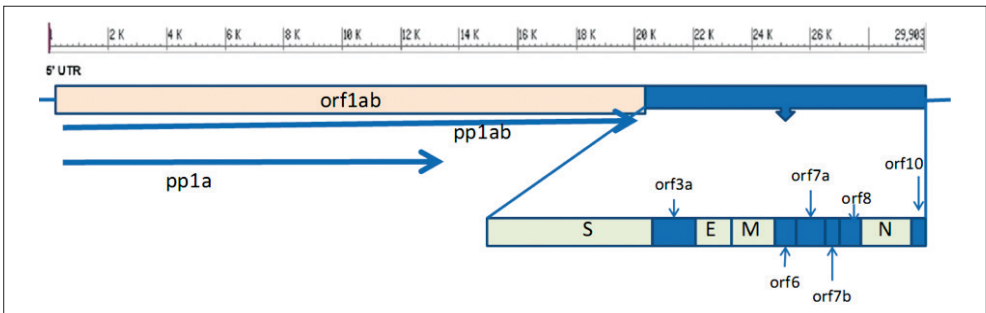 1 2 K 4 K 6 K 8 K 10 K 12 K 14 K 16 K 18 K 20 K 22 K 24 K 26 K 29,903
5' UTR
orf1ab
pp1ab
pp1a
orf3a
orf7a
orf8
orf10
S
E
M
N
orf6
orf7b